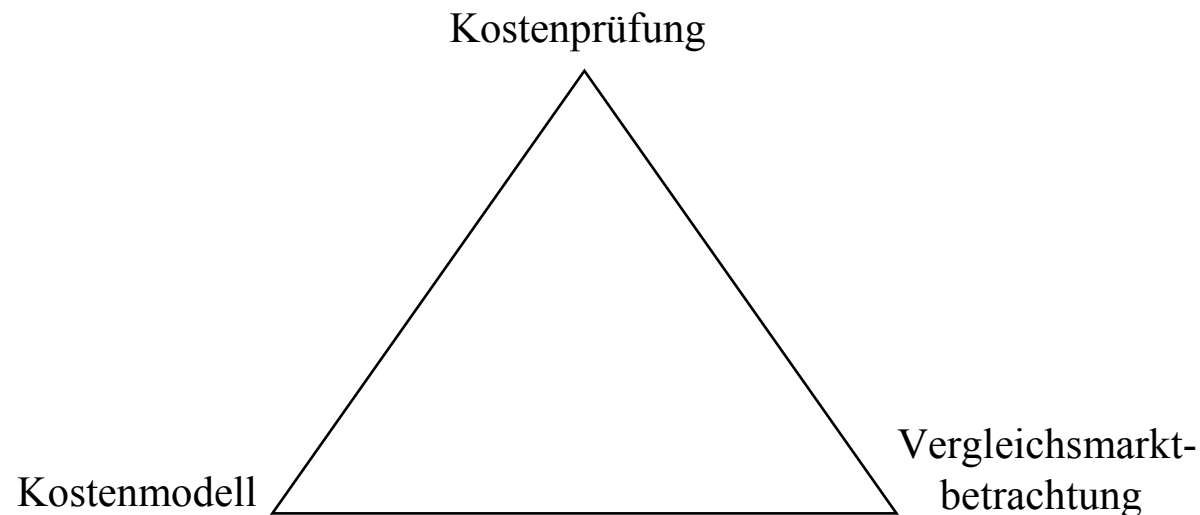 Kostenprüfung
Kostenmodell
Vergleichsmarkt-
betrachtung